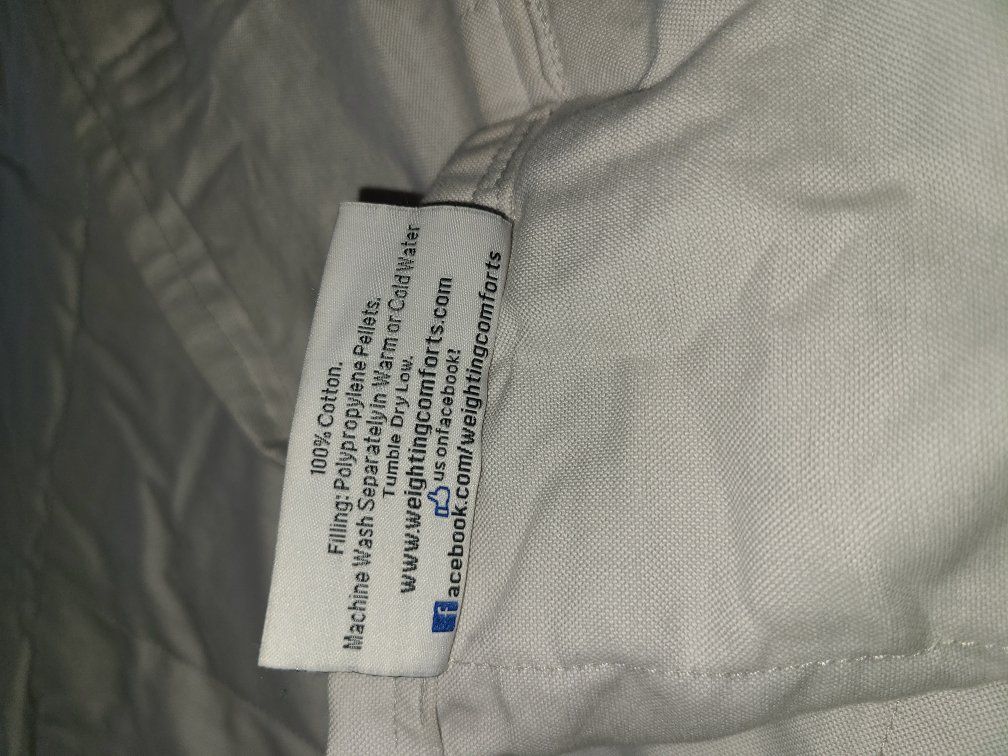 100% Cotton.
Filling: Polypropylene Pellets.
Machine Wash Separately in Warm or Cold Water
Tumble Dry Low.
www.weightingcomforts.com
us on facebook!
facebook.com/weightingcomforts